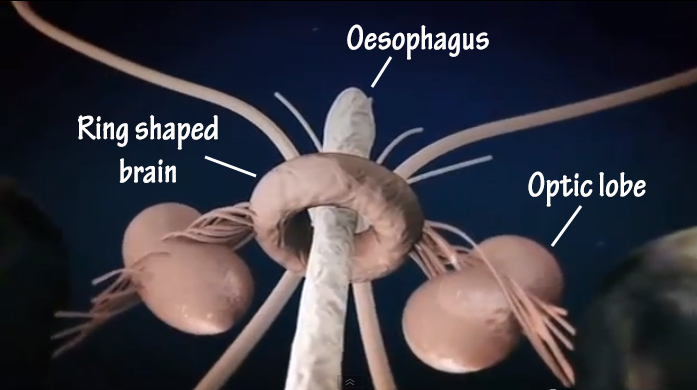 Oesophagus
Ring shaped
brain
Optic lobe